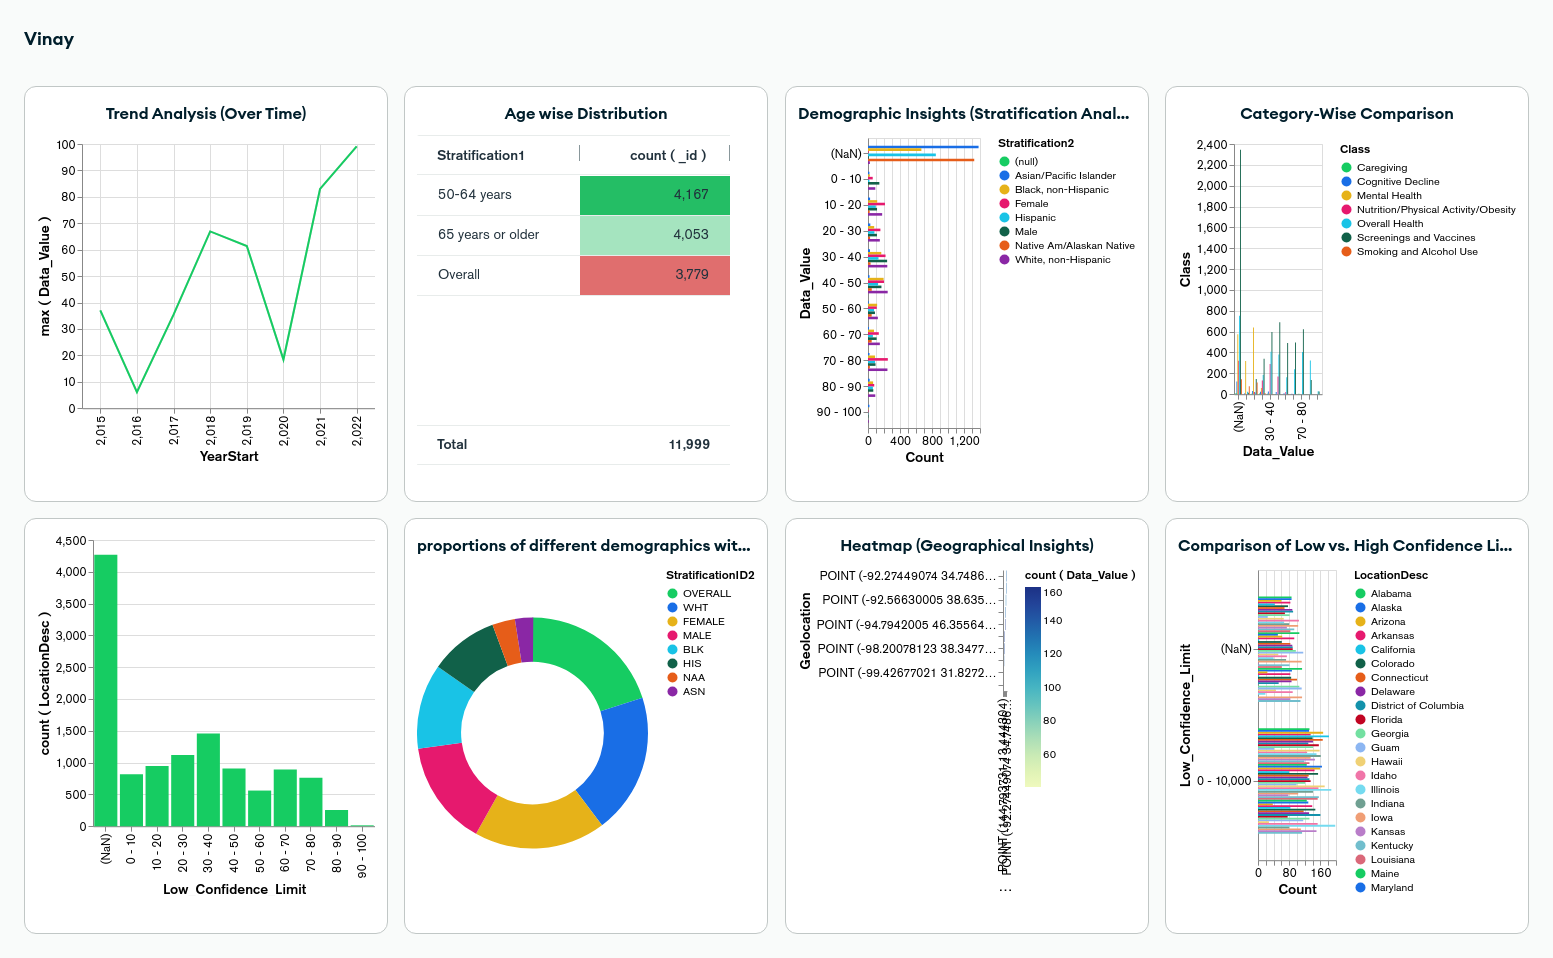 Vinay
Trend Analysis (Over Time)
100
90
80
70
60
50
40
30
20
10
0
max ( Data_Value )
2,015
2,016
2,017
2,018
2,019
2,020
2,021
2,022
YearStart
Age wise Distribution
Stratification1 count ( _id )
50-64 years 4,167
65 years or older 4,053
Overall 3,779
Total 11,999
Demographic Insights (Stratification Anal...
Data_Value
(NaN)
0 - 10
10 - 20
20 - 30
30 - 40
40 - 50
50 - 60
60 - 70
70 - 80
80 - 90
90 - 100
0 400 800 1,200
Count
Stratification2
(null)
Asian/Pacific Islander
Black, non-Hispanic
Female
Hispanic
Male
Native Am/Alaskan Native
White, non-Hispanic
Category-Wise Comparison
2,400
2,200
2,000
1,800
1,600
1,400
1,200
1,000
800
600
400
200
0
Class
(NaN)
30 - 40
70 - 80
Data_Value
Class
Caregiving
Cognitive Decline
Mental Health
Nutrition/Physical Activity/Obesity
Overall Health
Screenings and Vaccines
Smoking and Alcohol Use
4,500
4,000
3,500
3,000
2,500
2,000
1,500
1,000
500
0
count ( LocationDesc )
(NaN)
0 - 10
10 - 20
20 - 30
30 - 40
40 - 50
50 - 60
60 - 70
70 - 80
80 - 90
90 - 100
Low_Confidence_Limit
proportions of different demographics wit...
StratificationID2
OVERALL
WHT
FEMALE
MALE
BLK
HIS
NAA
ASN
Heatmap (Geographical Insights)
Geolocation
POINT (-92.27449074 34.7486...
POINT (-92.56630005 38.635...
POINT (-94.7942005 46.35564...
POINT (-98.20078123 38.3477...
POINT (-99.42677021 31.8272...
POINT (-92.27449074 34.7486...
...
count ( Data_Value )
160
140
120
100
80
60
Comparison of Low vs. High Confidence Li...
Low_Confidence_Limit
(NaN)
0 - 10,000
0 80 160
Count
LocationDesc
Alabama
Alaska
Arizona
Arkansas
California
Colorado
Connecticut
Delaware
District of Columbia
Florida
Georgia
Guam
Hawaii
Idaho
Illinois
Indiana
Iowa
Kansas
Kentucky
Louisiana
Maine
Maryland